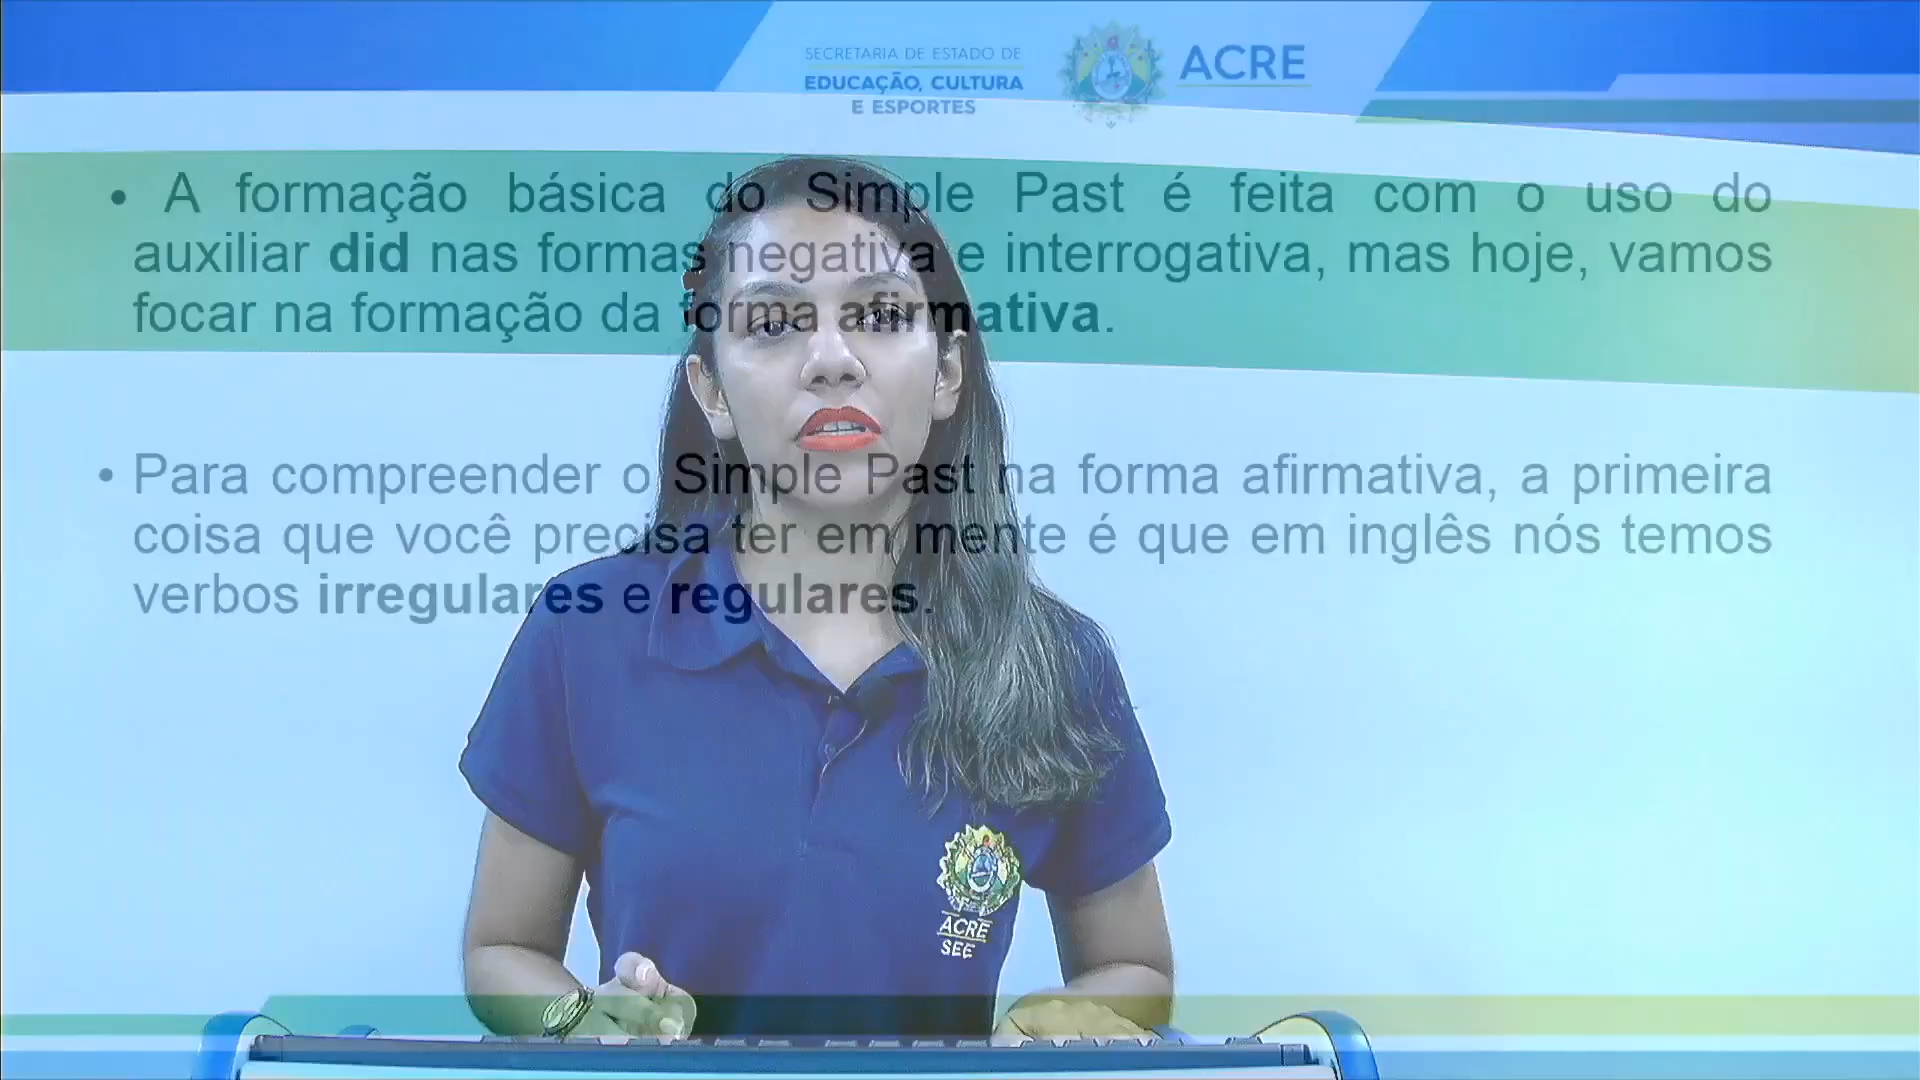 SECRETARIA DE ESTADO DE
EDUCAÇÃO, CULTURA
E ESPORTES
ACRE
• A formação básica do Simple Past é feita com o uso do
auxiliar did nas formas negativa e interrogativa, mas hoje, vamos
focar na formação da forma afirmativa.
• Para compreender o Simple Past na forma afirmativa, a primeira
coisa que você precisa ter em mente é que em inglês nós temos
verbos irregulares e regulares.
ACRE
SEE